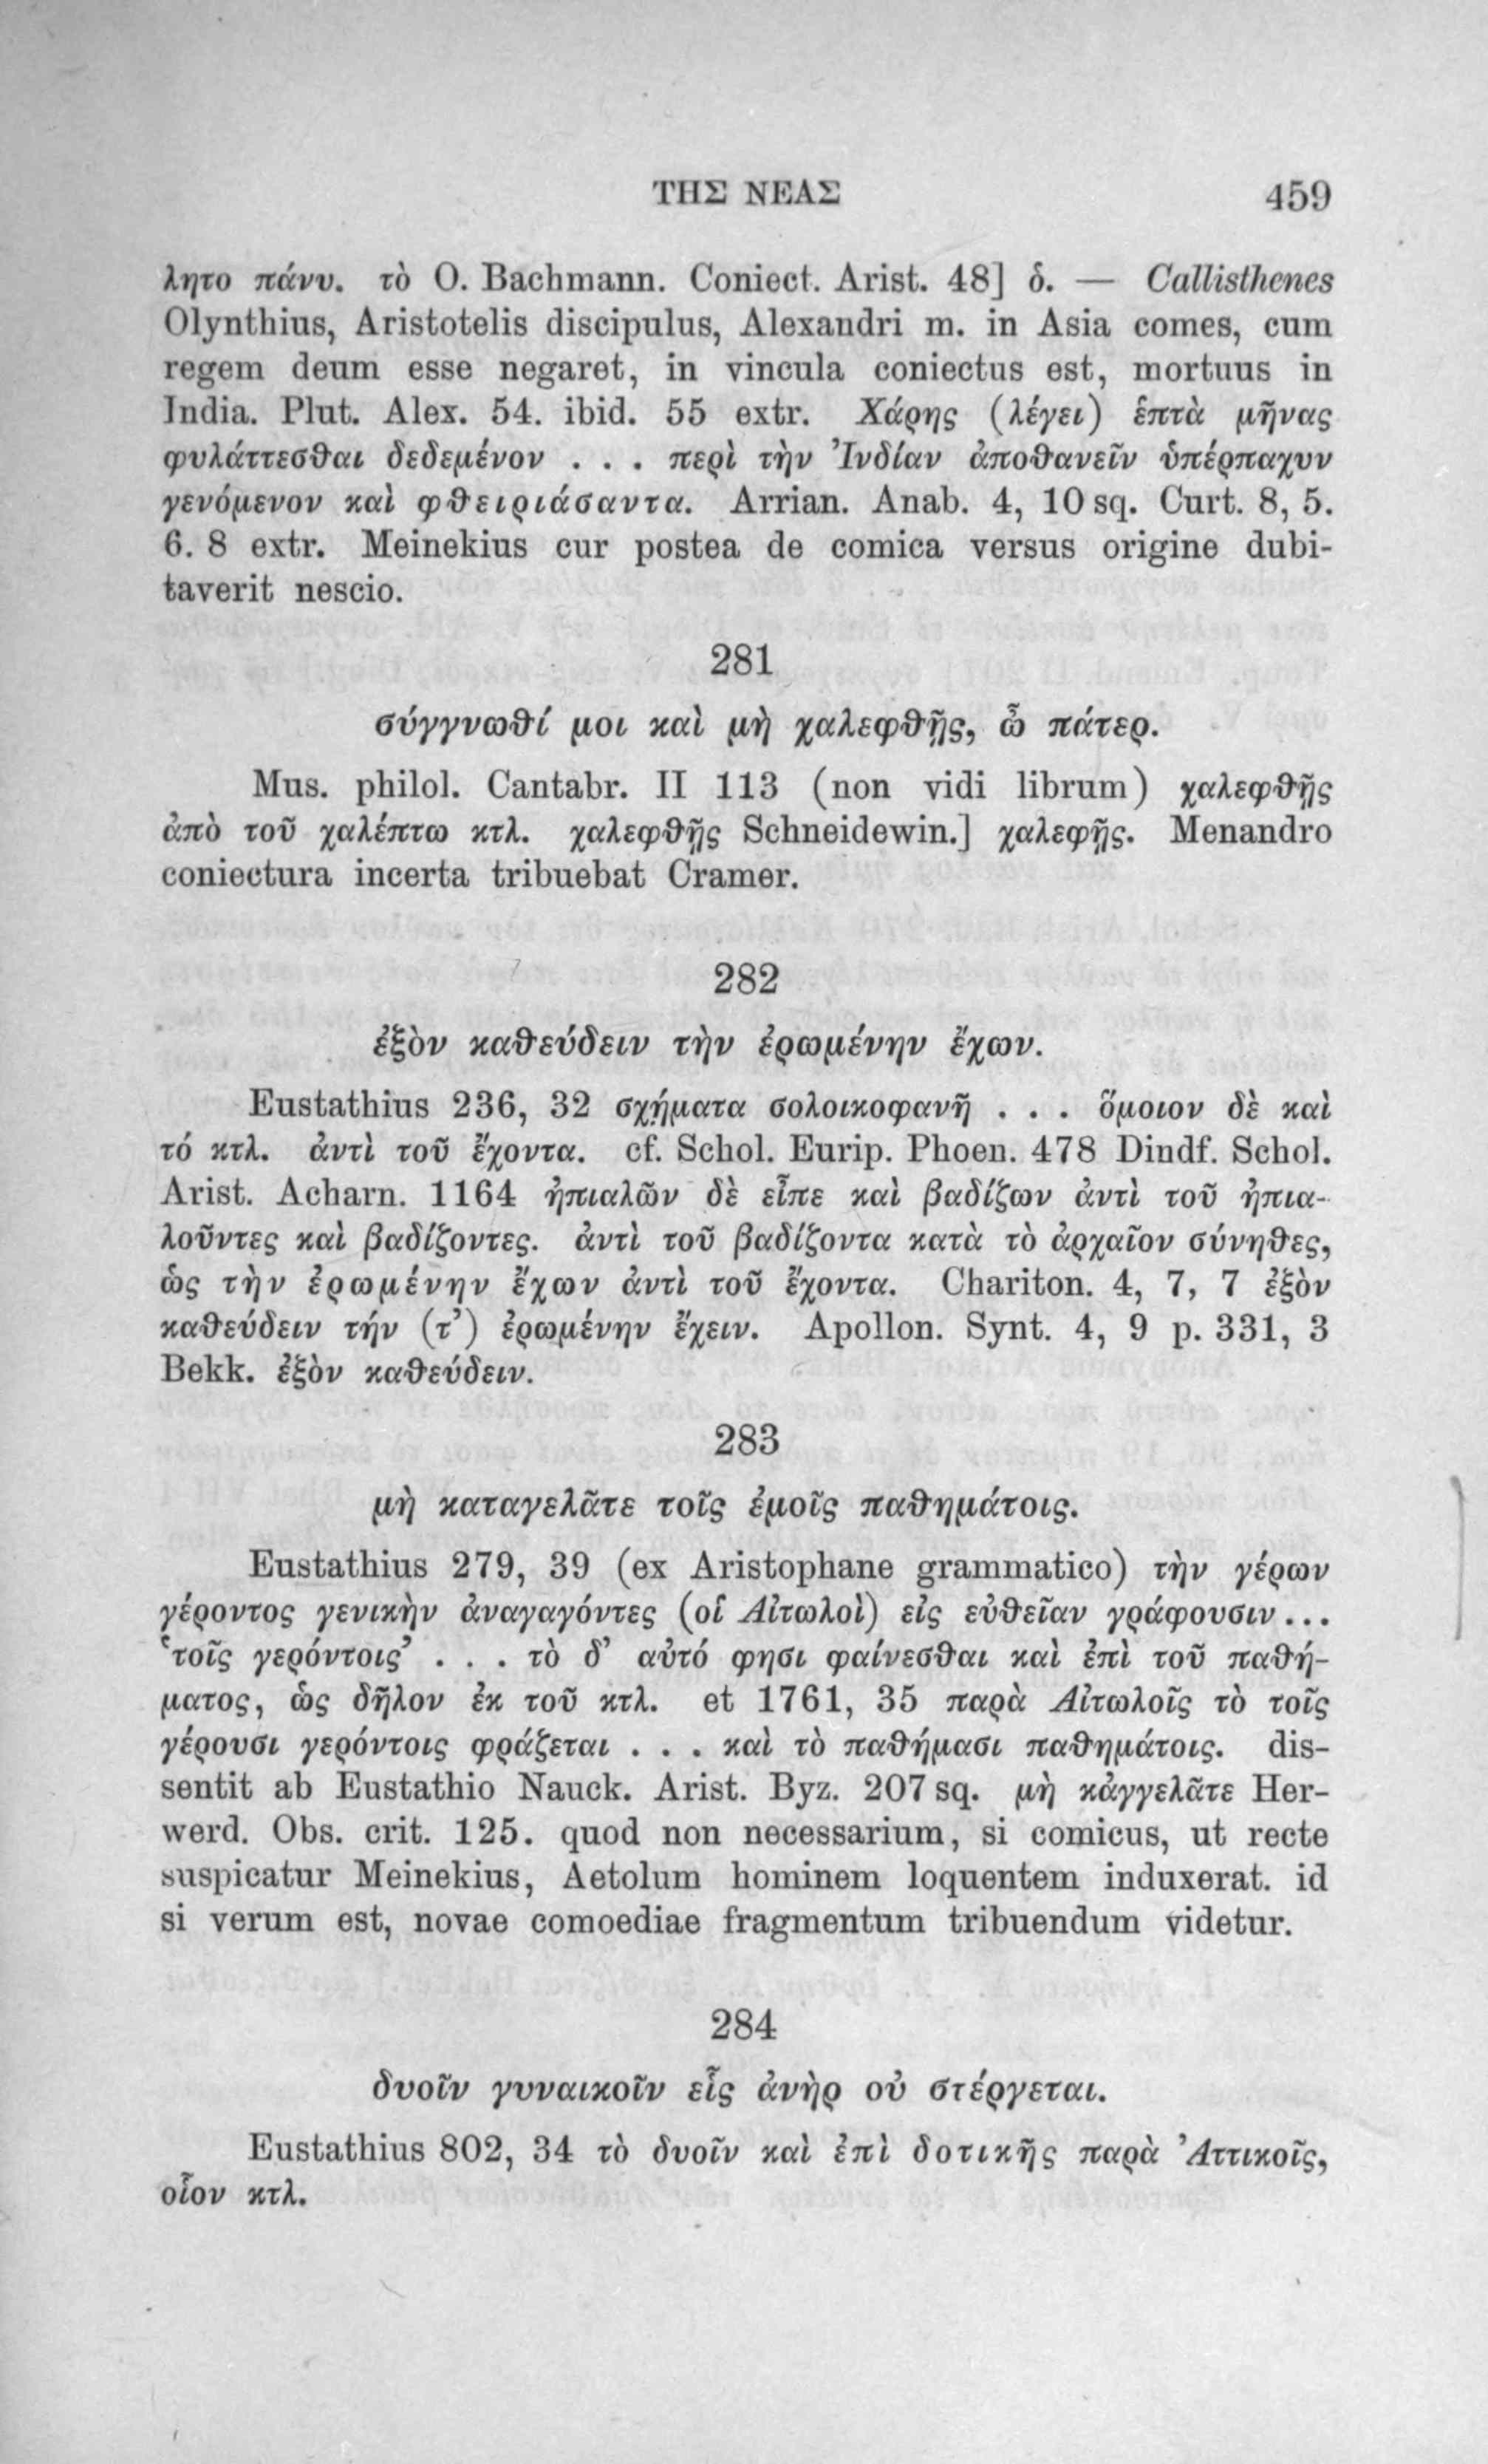 ΤΗΣ ΝΕΑΣ 459
λητο πάνυ. τὸ O. Bachmann. Coniect. Arist. 48] ὁ. — Callisthenes
Olynthius, Aristotelis discipulus, Alexandri m. in Asia comes, cum
regem deum esse negaret, in vincula coniectus est, mortuus in
India. Plut. Alex. 54. ibid. 55 extr. Χάρης (λέγει) ἑπτὰ μῆνας
φυλάττεσθαι δεδεμένον . . . περὶ τὴν Ἰνδίαν ἀποθανεῖν ὑπέρπαχυν
γενόμενον καὶ φθειριάσαντα. Arrian. Anab. 4, 10 sq. Curt. 8, 5.
6. 8 extr. Meinekius cur postea de comica versus origine dubi-
taverit nescio.
281
σύγγνωθί μοι καὶ μὴ χαλεφθῇς, ὦ πάτερ.
Mus. philol. Cantabr. II 113 (non vidi librum) χαλεφθῇς
ἀπὸ τοῦ χαλέπτω κτλ. χαλεφθῇς Schneidewin.] χαλεφῇς. Menandro
coniectura incerta tribuebat Cramer.
282
ἐξὸν καθεύδειν τὴν ἐρωμένην ἔχων.
Eustathius 236, 32 σχήματα σολοικοφανῆ . . . ὅμοιον δὲ καὶ
τό κτλ. ἀντὶ τοῦ ἔχοντα. cf. Schol. Eurip. Phoen. 478 Dindf. Schol.
Arist. Acharn. 1164 ἠπιαλῶν δὲ εἶπε καὶ βαδίζων ἀντὶ τοῦ ἠπια-
λοῦντες καὶ βαδίζοντες. ἀντὶ τοῦ βαδίζοντα κατὰ τὸ ἀρχαῖον σύνηθες,
ὡς τὴν ἐρωμένην ἔχων ἀντὶ τοῦ ἔχοντα. Chariton. 4, 7, 7 ἐξὸν
καθεύδειν τήν (τ’) ἐρωμένην ἔχειν. Apollon. Synt. 4, 9 p. 331, 3
Bekk. ἐξὸν καθεύδειν.
283
μὴ καταγελᾶτε τοῖς ἐμοῖς παθημάτοις.
Eustathius 279, 39 (ex Aristophane grammatico) τὴν γέρων
γέροντος γενικὴν ἀναγαγόντες (οἱ Αἰτωλοὶ) εἰς εὐθεῖαν γράφουσιν ...
‘τοῖς γερόντοις’ . . . τὸ δ’ αὐτό φησι φαίνεσθαι καὶ ἐπὶ τοῦ παθή-
ματος, ὡς δῆλον ἐκ τοῦ κτλ. et 1761, 35 παρὰ Αἰτωλοῖς τὸ τοῖς
γέρουσι γερόντοις φράζεται . . . καὶ τὸ παθήμασι παθημάτοις. dis-
sentit ab Eustathio Nauck. Arist. Byz. 207 sq. μὴ κἀγγελᾶτε Her-
werd. Obs. crit. 125. quod non necessarium, si comicus, ut recte
suspicatur Meinekius, Aetolum hominem loquentem induxerat. id
si verum est, novae comoediae fragmentum tribuendum videtur.
284
δυοῖν γυναικοῖν εἷς ἀνὴρ οὐ στέργεται.
Eustathius 802, 34 τὸ δυοῖν καὶ ἐπὶ δοτικῆς παρὰ Ἀττικοῖς,
οἷον κτλ.